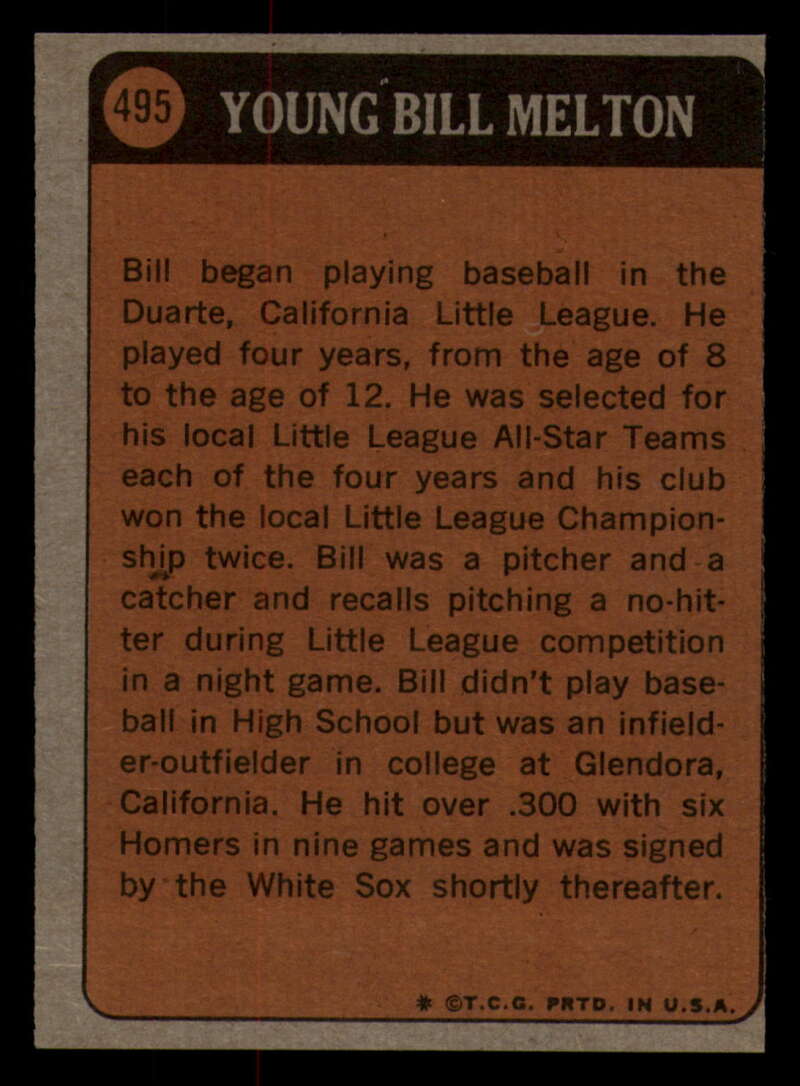 495 YOUNG BILL MELTON
Bill began playing baseball in the
Duarte, California Little League. He
played four years, from the age of 8
to the age of 12. He was selected for
his local Little League All-Star Teams
each of the four years and his club
won the local Little League Champion-
ship twice. Bill was a pitcher and a
catcher and recalls pitching a no-hit-
ter during Little League competition
in a night game. Bill didn't play base-
ball in High School but was an infield-
er-outfielder in college at Glendora,
California. He hit over .300 with six
Homers in nine games and was signed
by the White Sox shortly thereafter.
* ©T.C.G. PRTD. IN U.S.A.